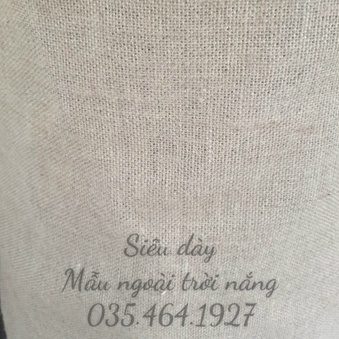 Siêu dày
Mẫu ngoài trời nắng
035.464.1927